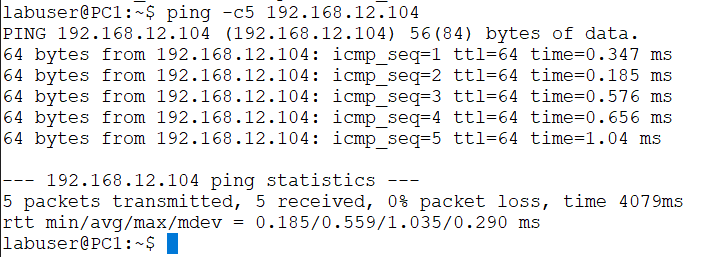 labuser@PC1:~$ ping -c5 192.168.12.104
PING 192.168.12.104 (192.168.12.104) 56(84) bytes of data.
64 bytes from 192.168.12.104: icmp_seq=1 ttl=64 time=0.347 ms
64 bytes from 192.168.12.104: icmp_seq=2 ttl=64 time=0.185 ms
64 bytes from 192.168.12.104: icmp_seq=3 ttl=64 time=0.576 ms
64 bytes from 192.168.12.104: icmp_seq=4 ttl=64 time=0.656 ms
64 bytes from 192.168.12.104: icmp_seq=5 ttl=64 time=1.04 ms

--- 192.168.12.104 ping statistics ---
5 packets transmitted, 5 received, 0% packet loss, time 4079ms
rtt min/avg/max/mdev = 0.185/0.559/1.035/0.290 ms
labuser@PC1:~$